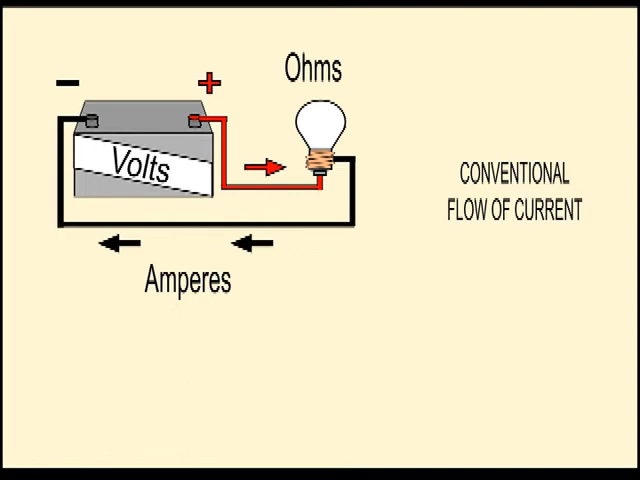 Ohms
− +
Volts
CONVENTIONAL
FLOW OF CURRENT
Amperes